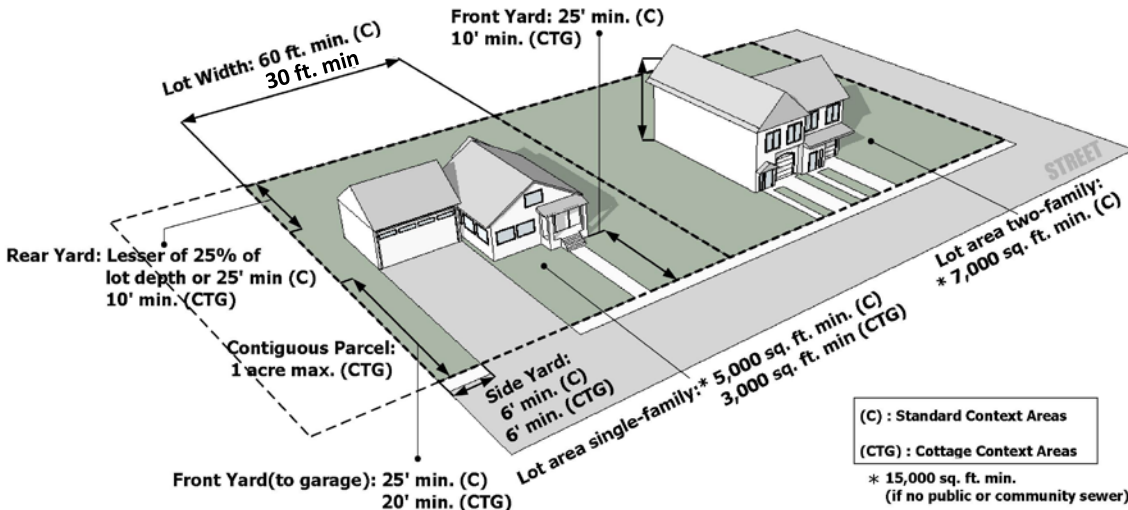 Front Yard: 25' min. (C)
10' min. (CTG)
Lot Width: 60 ft. min. (C)
30 ft. min
STREET
Rear Yard: Lesser of 25% of
lot depth or 25' min (C)
10' min. (CTG)
Lot area two-family:
* 7,000 sq. ft. min. (C)
Contiguous Parcel:
1 acre max. (CTG)
Side Yard:
6' min. (C)
6' min. (CTG)
Lot area single-family:* 5,000 sq. ft. min. (C)
3,000 sq. ft. min (CTG)
Front Yard(to garage): 25' min. (C)
20' min. (CTG)
(C) : Standard Context Areas
(CTG) : Cottage Context Areas
* 15,000 sq. ft. min.
(if no public or community sewer)